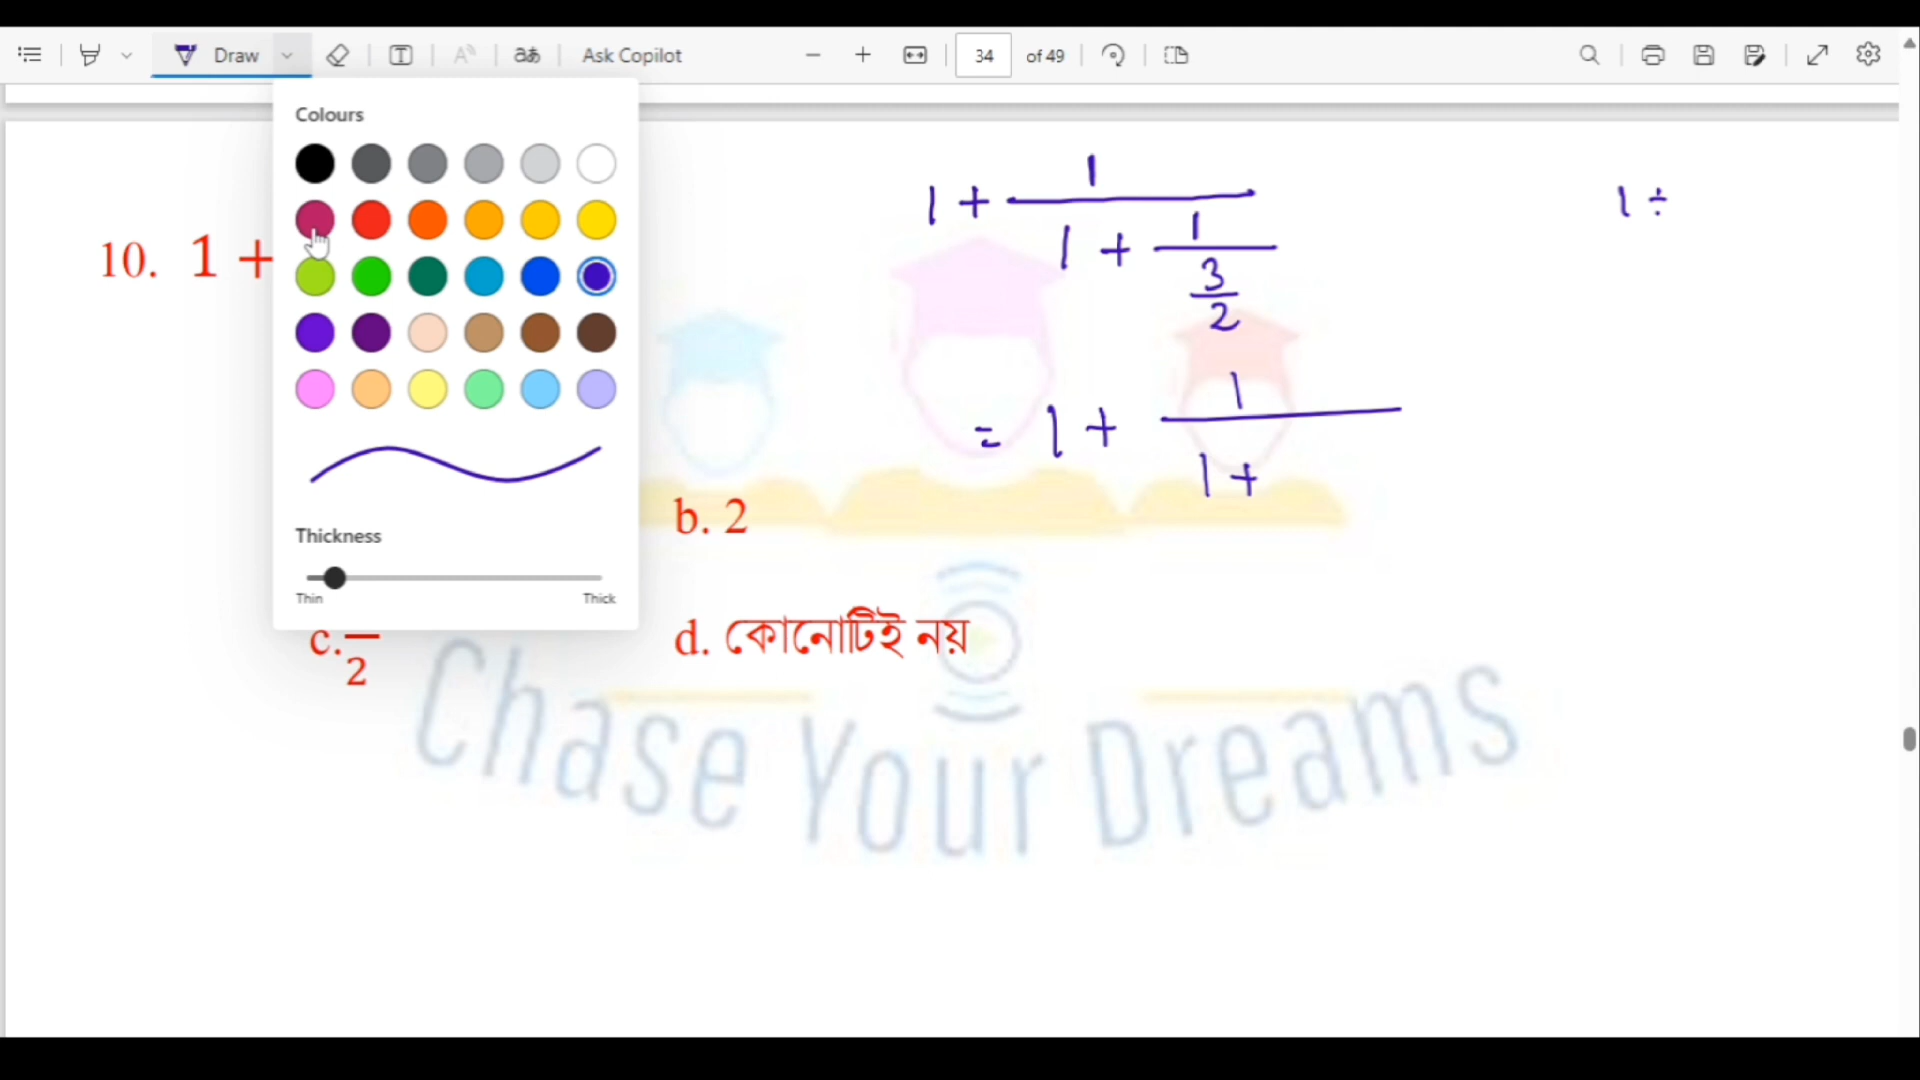 Draw Ask Copilot 34 of 49
Colours
Thickness
Thin Thick
10. 1 +
b. 2
c. — 2
d. কোনোটিই নয়
1 + 1
1 + 1
3
2
= 1 + 1
1 +
1 ÷
Chase Your Dreams